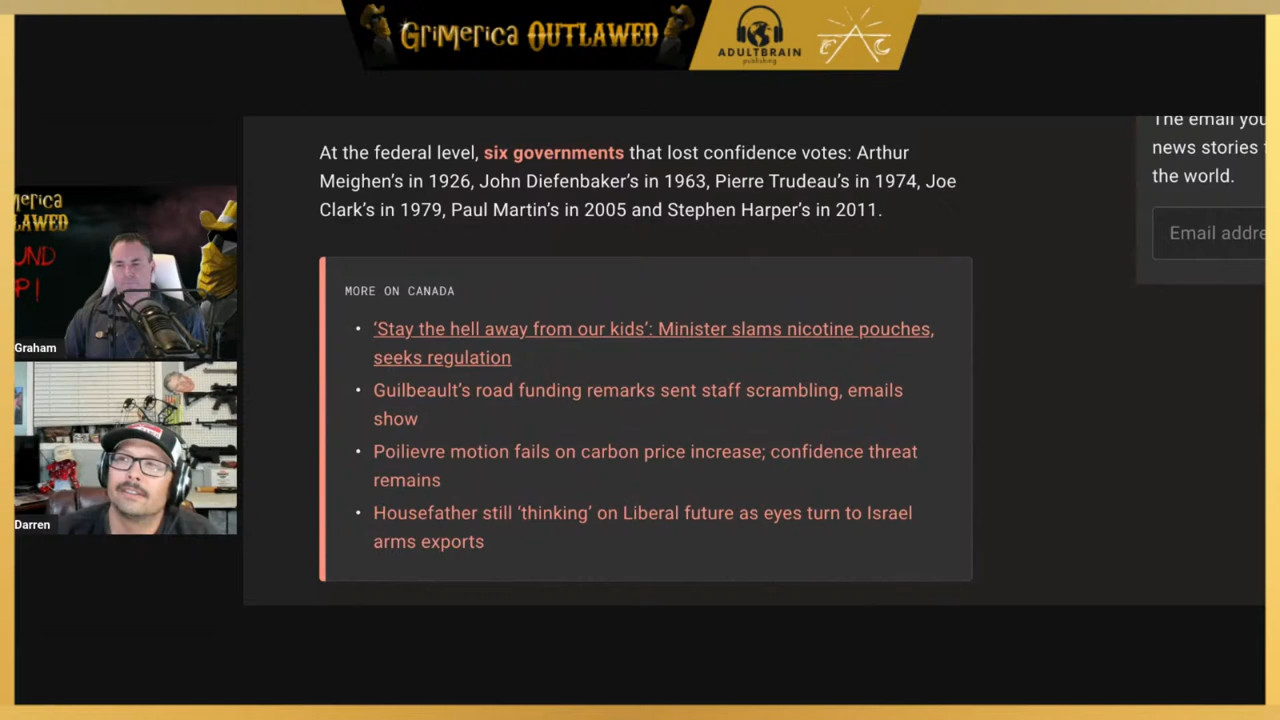 GriMerica OUTLAWED
ADULTBRAIN
publishing
At the federal level, six governments that lost confidence votes: Arthur
Meighen’s in 1926, John Diefenbaker’s in 1963, Pierre Trudeau’s in 1974, Joe
Clark’s in 1979, Paul Martin’s in 2005 and Stephen Harper’s in 2011.
MORE ON CANADA
• ‘Stay the hell away from our kids’: Minister slams nicotine pouches,
seeks regulation
• Guilbeault’s road funding remarks sent staff scrambling, emails
show
• Poilievre motion fails on carbon price increase; confidence threat
remains
• Housefather still ‘thinking’ on Liberal future as eyes turn to Israel
arms exports
The email you
news stories
the world.
Email addre
merica
LAWED
UND
P!
Graham
Darren